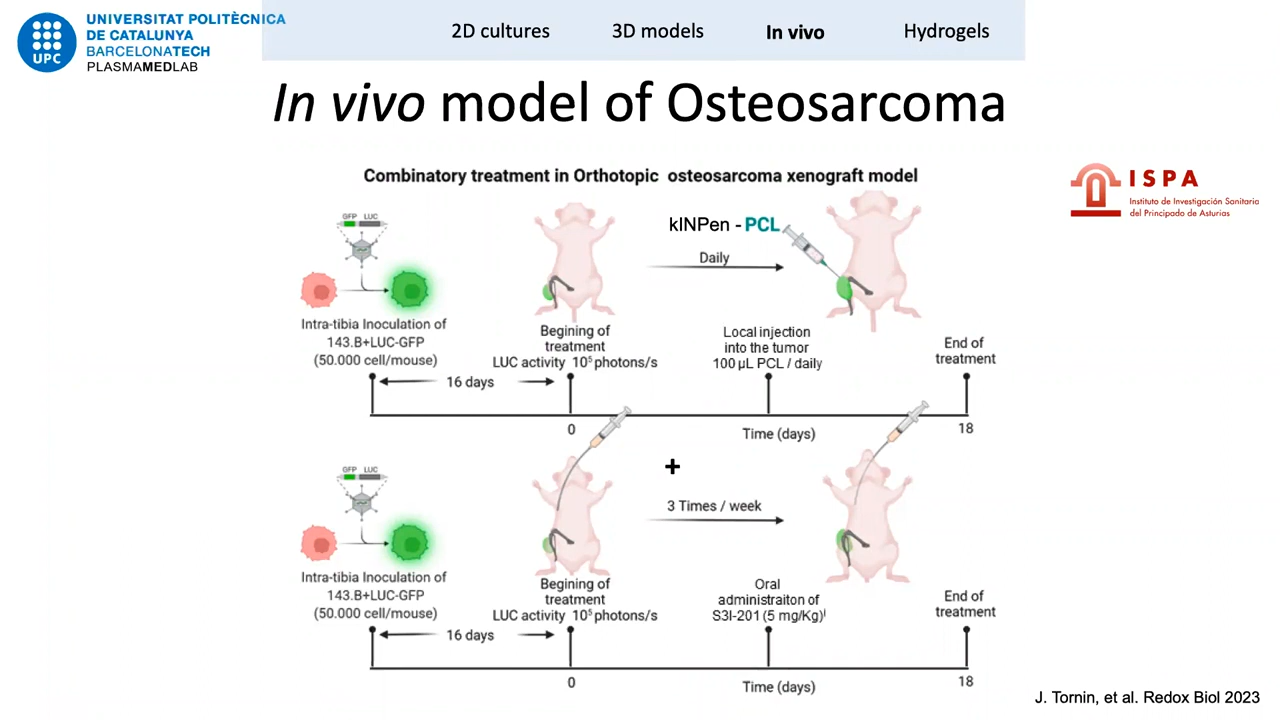 UNIVERSITAT POLITÈCNICA
DE CATALUNYA
BARCELONATECH
PLASMAMEDLAB
UPC
2D cultures
3D models
In vivo
Hydrogels
In vivo model of Osteosarcoma
ISPA
Instituto de Investigación Sanitaria
del Principado de Asturias
Combinatory treatment in Orthotopic osteosarcoma xenograft model
GFP LUC
kINPen - PCL
Daily
Intra-tibia Inoculation of
143.B+LUC-GFP
(50.000 cell/mouse)
Begining of
treatment
LUC activity 10⁵ photons/s
Local injection
into the tumor
100 µL PCL / daily
End of
treatment
16 days
0
Time (days)
18
GFP LUC
+
3 Times / week
Intra-tibia Inoculation of
143.B+LUC-GFP
(50.000 cell/mouse)
Begining of
treatment
LUC activity 10⁵ photons/s
Oral
administraiton of
S3I-201 (5 mg/Kg)ˡ
End of
treatment
16 days
0
Time (days)
18
J. Tornin, et al. Redox Biol 2023